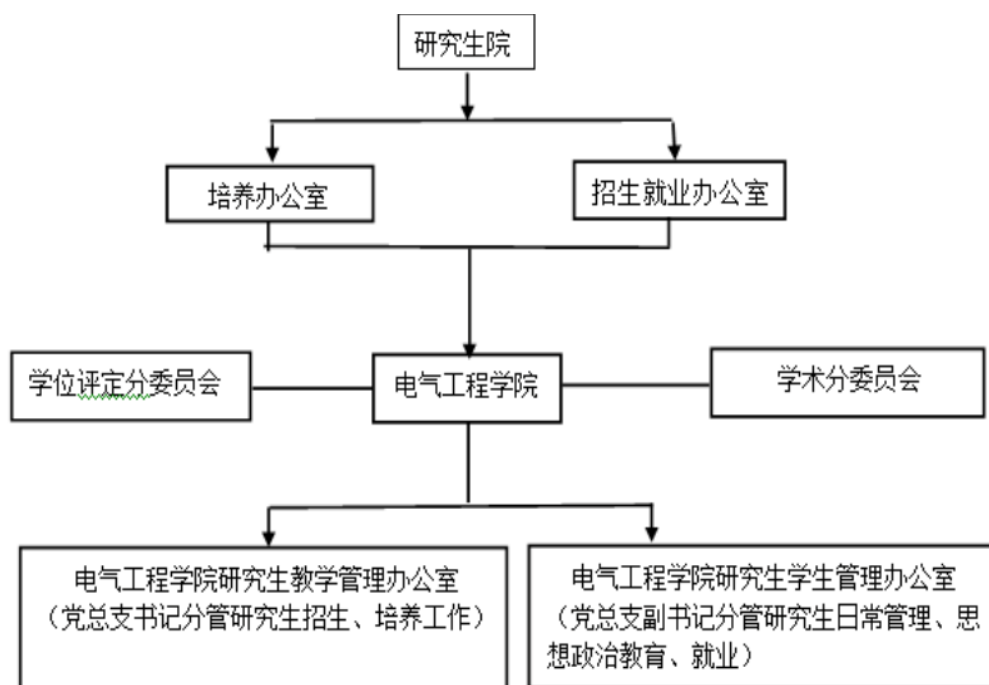 研究生院
培养办公室
招生就业办公室
学位评定分委员会
电气工程学院
学术分委员会
电气工程学院研究生教学管理办公室
（党总支书记分管研究生招生、培养工作）
电气工程学院研究生学生管理办公室
（党总支副书记分管研究生日常管理、思
想政治教育、就业）